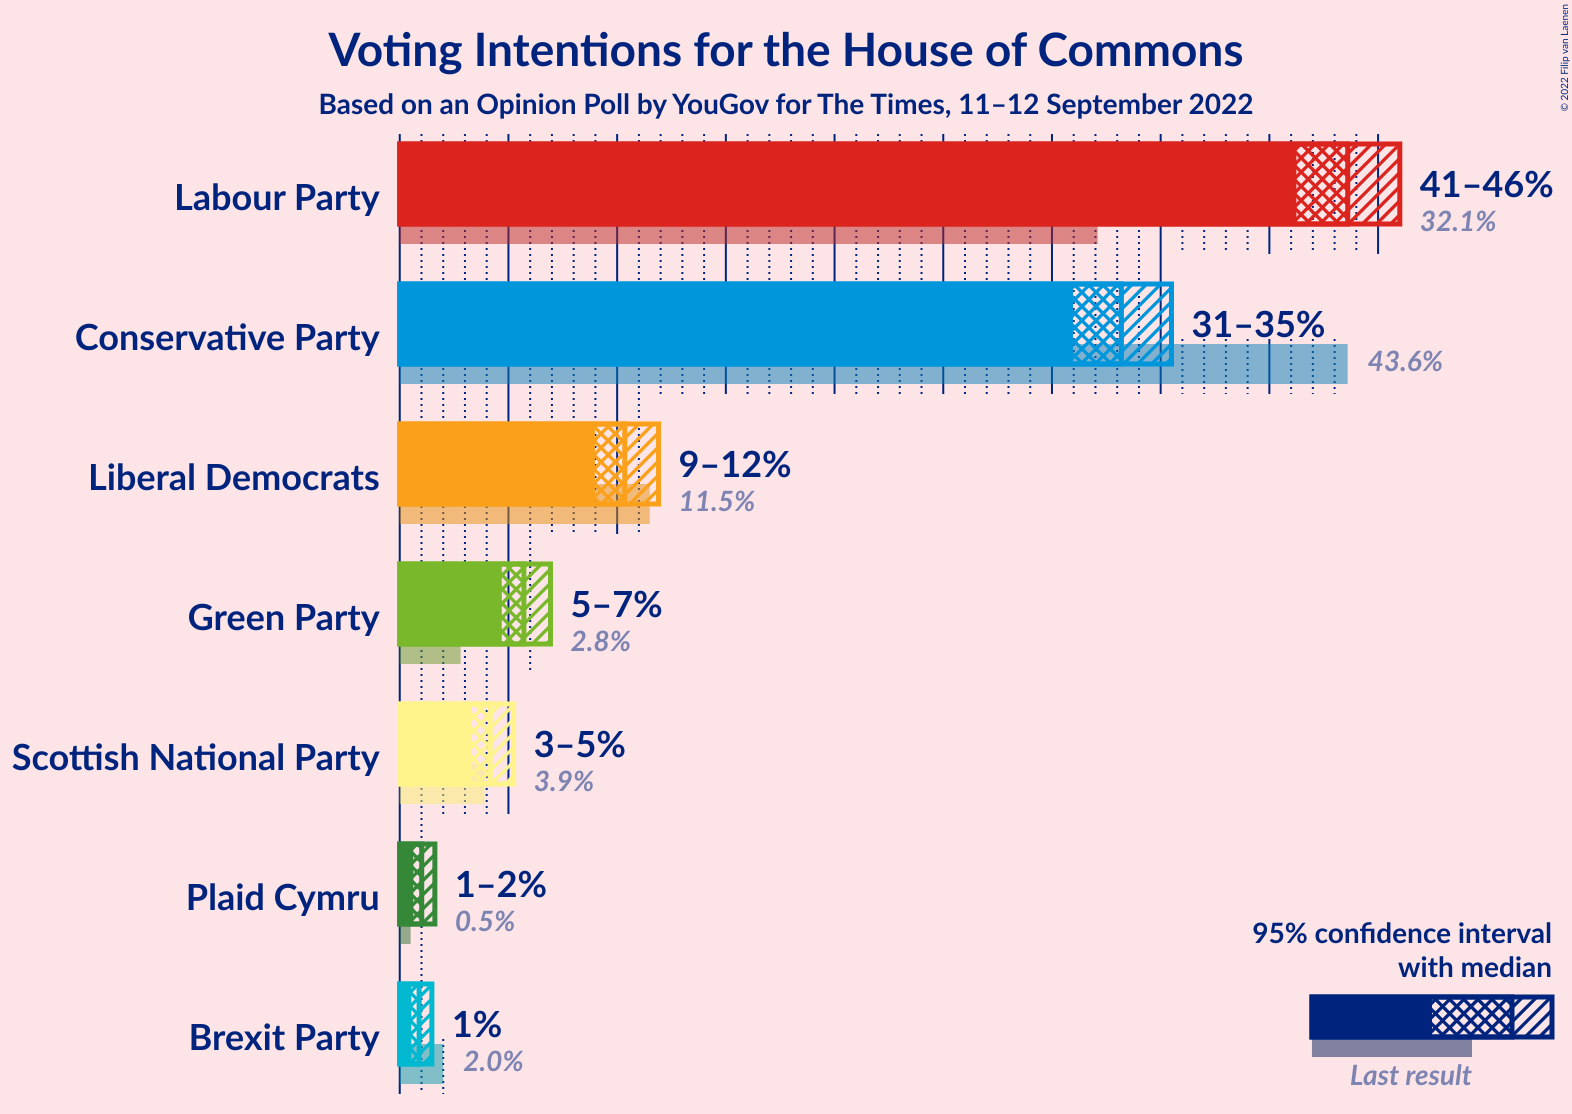 Voting Intentions for the House of Commons
Based on an Opinion Poll by YouGov for The Times, 11–12 September 2022
© 2022 Filip van Laenen
Labour Party
41–46%
32.1%
Conservative Party
31–35%
43.6%
Liberal Democrats
9–12%
11.5%
Green Party
5–7%
2.8%
Scottish National Party
3–5%
3.9%
Plaid Cymru
1–2%
0.5%
Brexit Party
1%
2.0%
95% confidence interval
with median
Last result